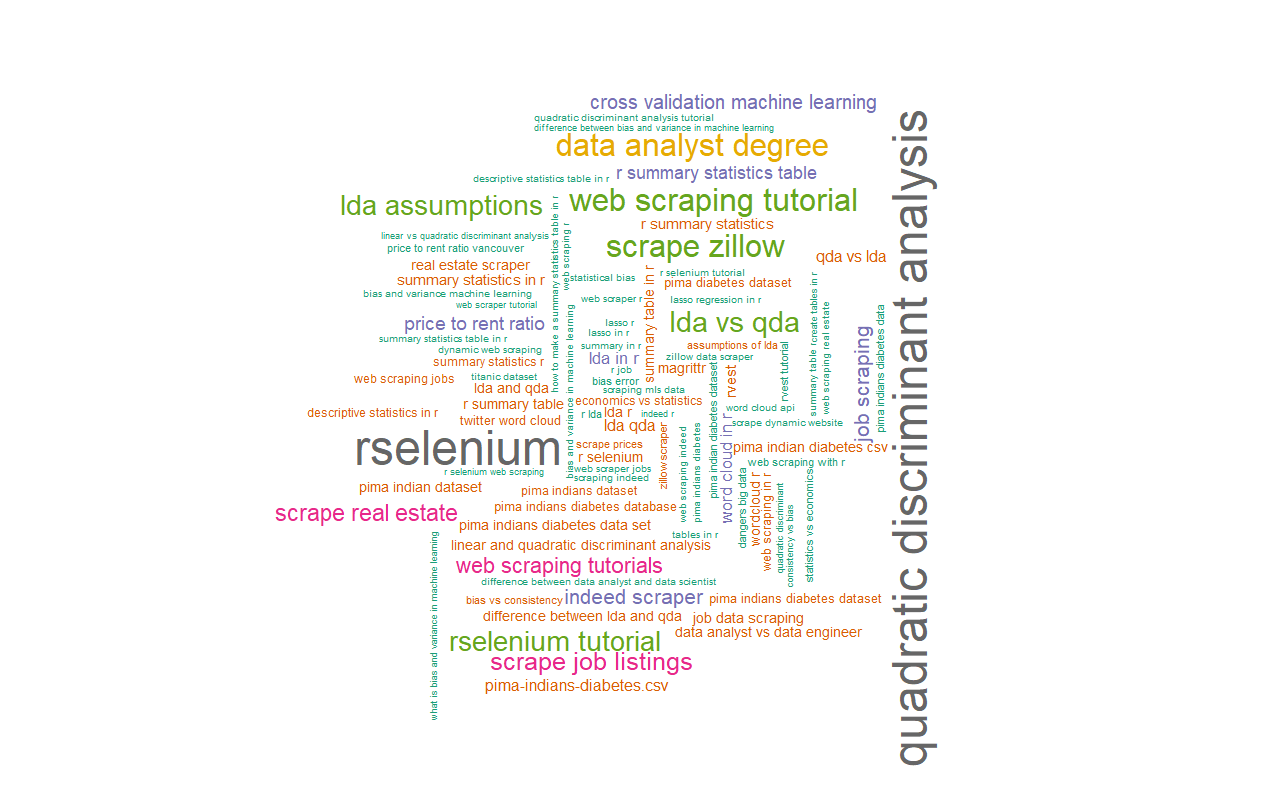 cross validation machine learning
quadratic discriminant analysis tutorial
difference between bias and variance in machine learning
data analyst degree
r summary statistics table
descriptive statistics table in r
web scraping tutorial
lda assumptions
r summary statistics
linear vs quadratic discriminant analysis
price to rent ratio vancouver
scrape zillow
qda vs lda
real estate scraper
summary statistics in r
statistical bias
r selenium tutorial
pima diabetes dataset
bias and variance machine learning
web scraper tutorial
web scraper r
lasso regression in r
price to rent ratio
lasso r
lda vs qda
lasso in r
summary statistics table in r
summary in r
assumptions of lda
dynamic web scraping
lda in r
zillow data scraper
summary statistics r
r job
magrittr
web scraping jobs
titanic dataset
bias error
lda and qda
scraping mls data
economics vs statistics
r summary table
descriptive statistics in r
r lda
lda r
indeed r
word cloud api
twitter word cloud
lda qda
scrape dynamic website
rselenium
scrape prices
r selenium
pima indian diabetes csv
r selenium web scraping
web scraper jobs
scraping indeed
web scraping with r
pima indian dataset
pima indians dataset
pima indians diabetes database
scrape real estate
pima indians diabetes data set
tables in r
linear and quadratic discriminant analysis
web scraping tutorials
difference between data analyst and data scientist
bias vs consistency
indeed scraper
pima indians diabetes dataset
difference between lda and qda
job data scraping
rselenium tutorial
data analyst vs data engineer
scrape job listings
pima-indians-diabetes.csv
what is bias and variance in machine learning
how to make a summary statistics table in r
web scraping r
bias and variance in machine learning
summary table in r
zillow scraper
web scraping indeed
pima indians diabetes
pima indian diabetes dataset
word cloud in r
rvest
dangers big data
wordcloud r
web scraping in r
quadratic discriminant
consistency vs bias
rvest tutorial
statistics vs economics
summary table r
create tables in r
web scraping real estate
job scraping
pima indians diabetes data
quadratic discriminant analysis